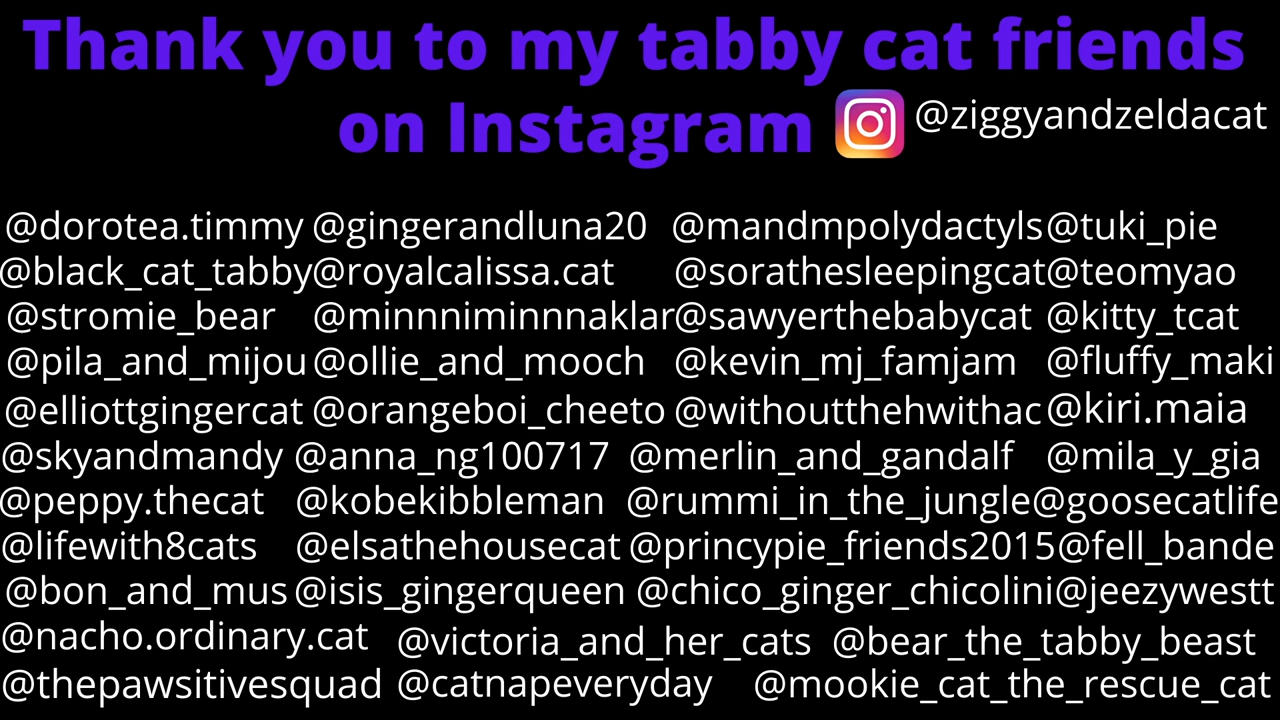 Thank you to my tabby cat friends
on Instagram @ziggyandzeldacat
@dorotea.timmy @gingerandluna20 @mandmpolydactyls @tuki_pie
@black_cat_tabby @royalcalissa.cat @sorathesleepingcat @teomyao
@stromie_bear @minnniminnnaklar @sawyerthebabycat @kitty_tcat
@pila_and_mijou @ollie_and_mooch @kevin_mj_famjam @fluffy_maki
@elliottgingercat @orangeboi_cheeto @withoutthehwithac @kiri.maia
@skyandmandy @anna_ng100717 @merlin_and_gandalf @mila_y_gia
@peppy.thecat @kobekibbleman @rummi_in_the_jungle @goosecatlife
@lifewith8cats @elsathehousecat @princypie_friends2015 @fell_bande
@bon_and_mus @isis_gingerqueen @chico_ginger_chicolini @jeezywestt
@nacho.ordinary.cat @victoria_and_her_cats @bear_the_tabby_beast
@thepawsitivesquad @catnapeveryday @mookie_cat_the_rescue_cat